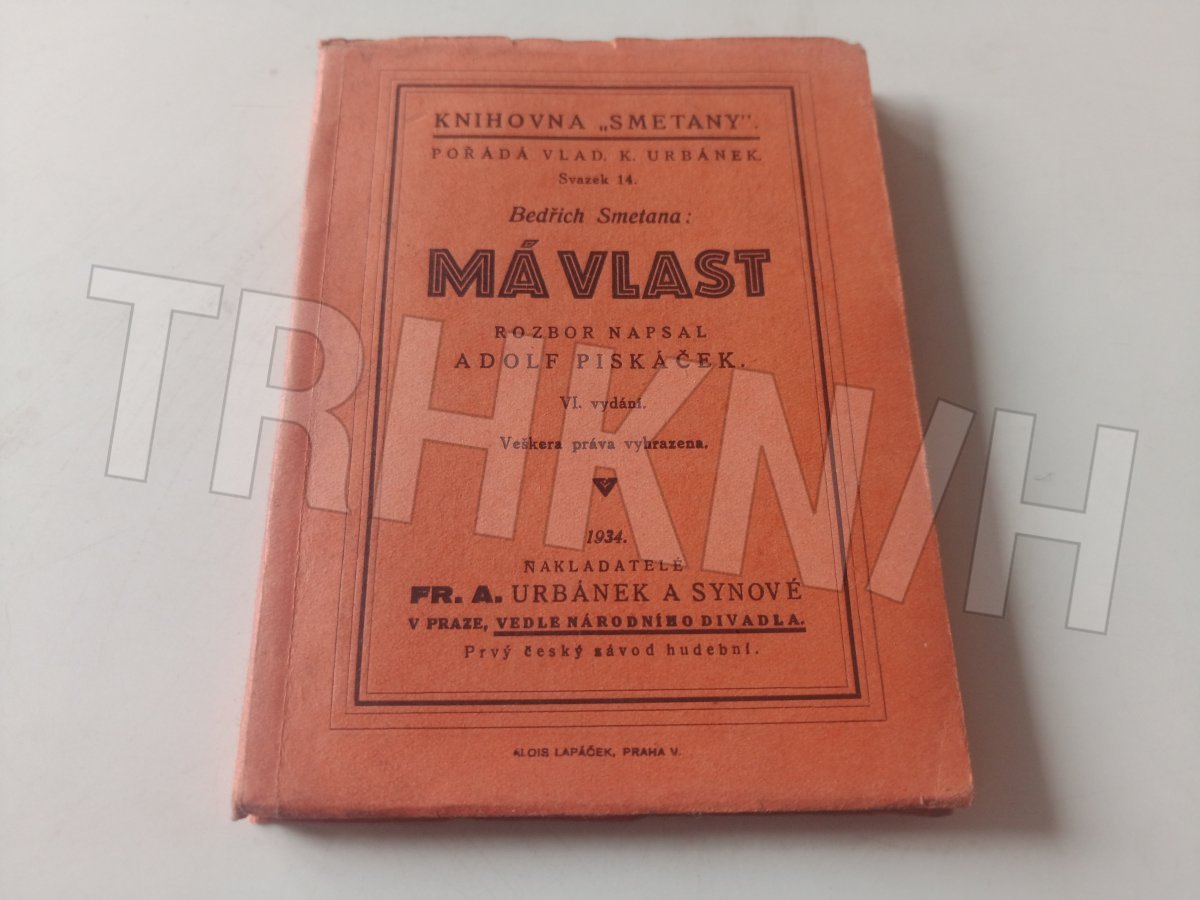 KNIHOVNA „SMETANY".
POŘÁDÁ VLAD. K. URBÁNEK.
Svazek 14.
Bedřich Smetana:
MÁ VLAST
ROZBOR NAPSAL
ADOLF PISKÁČEK.
VI. vydání.
Veškera práva vyhrazena.
1934.
NAKLADATELÉ
FR. A. URBÁNEK A SYNOVÉ
V PRAZE, VEDLE NÁRODNÍHO DIVADLA.
Prvý český závod hudební.
ALOIS LAPÁČEK, PRAHA V.
TRHKNIH